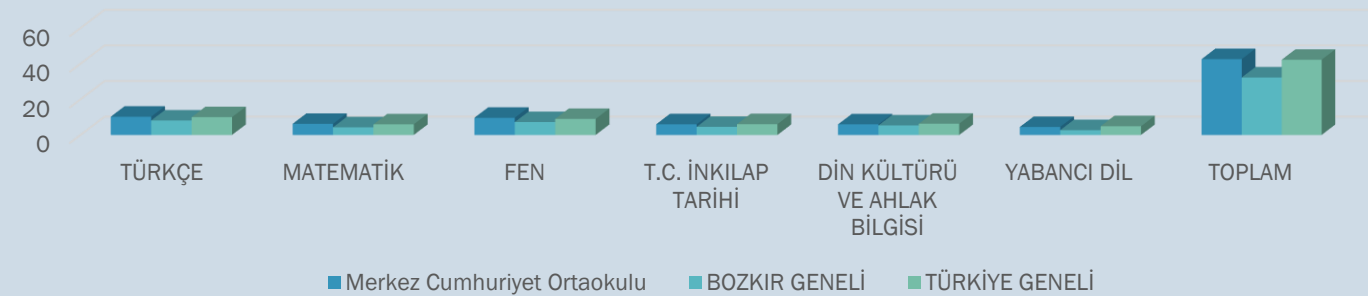 60
40
20
0
TÜRKÇE
MATEMATİK
FEN
T.C. İNKILAP
TARİHİ
DİN KÜLTÜRÜ
VE AHLAK
BİLGİSİ
YABANCI DİL
TOPLAM
Merkez Cumhuriyet Ortaokulu
BOZKIR GENELİ
TÜRKİYE GENELİ